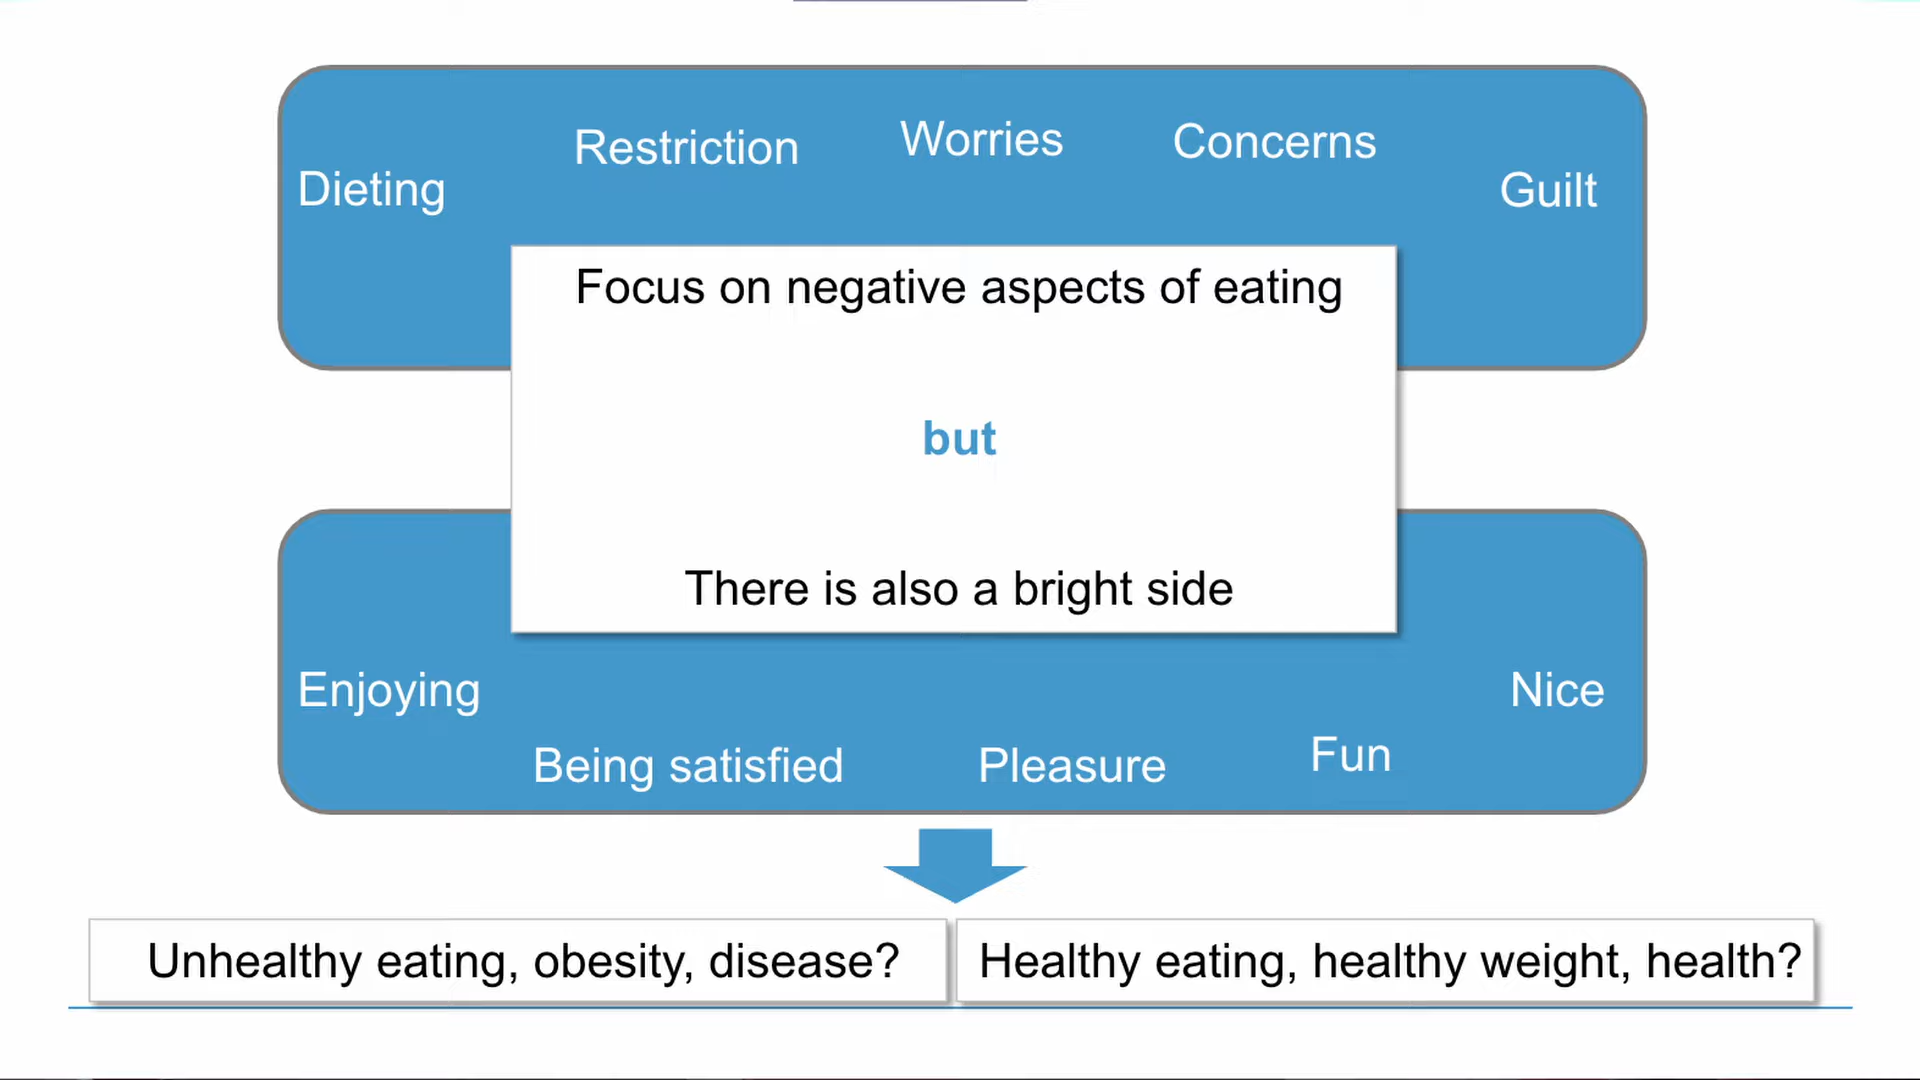 Dieting
Restriction
Worries
Concerns
Guilt
Focus on negative aspects of eating
but
There is also a bright side
Enjoying
Being satisfied
Pleasure
Fun
Nice
Unhealthy eating, obesity, disease?
Healthy eating, healthy weight, health?